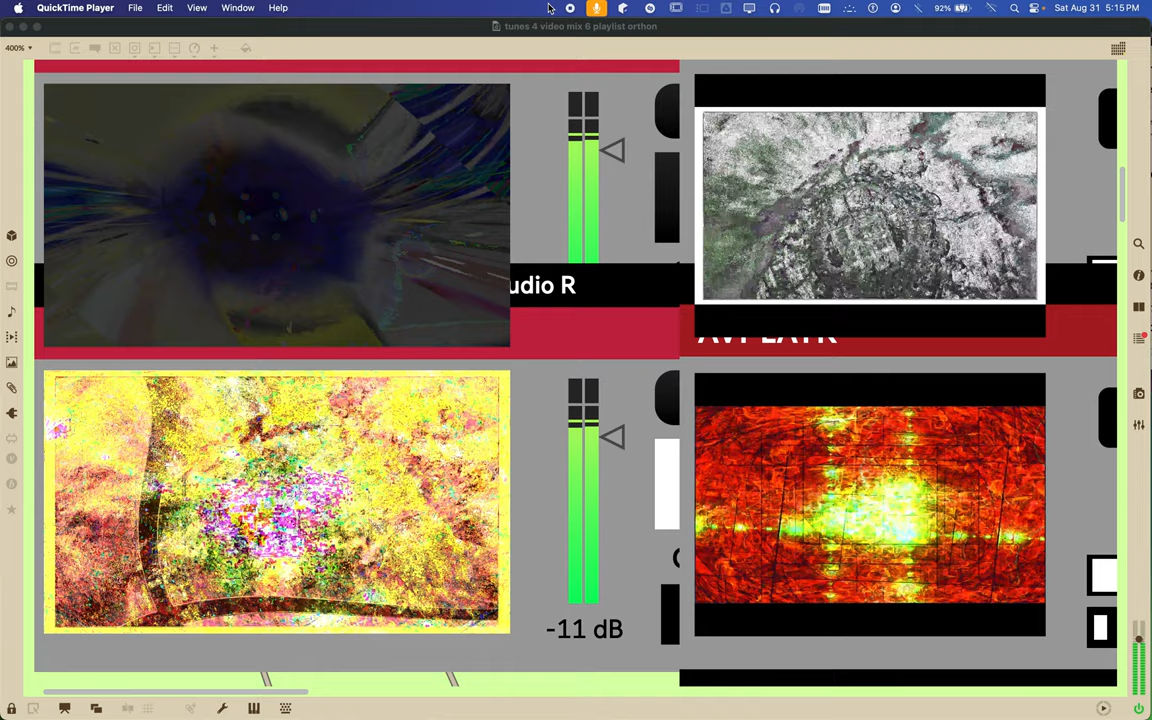 QuickTime Player File Edit View Window Help 92% Sat Aug 31 5:15 PM
tunes 4 video mix 6 playlist orthon
400%
udio R
-11 dB